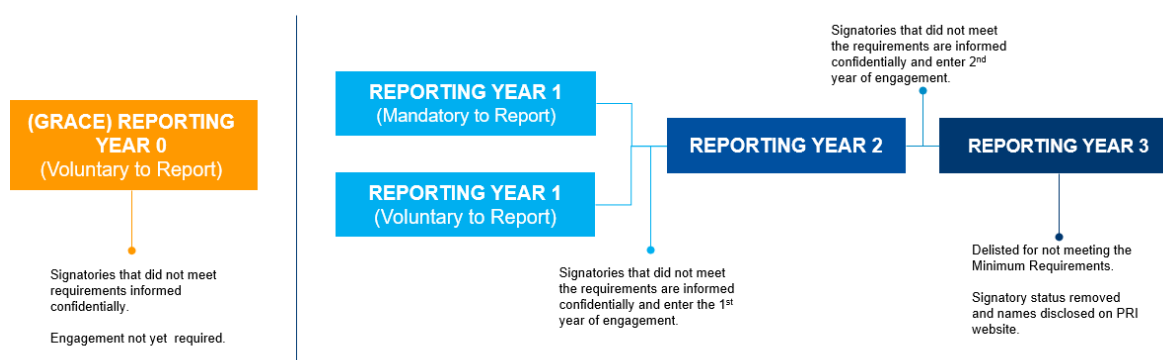 (GRACE) REPORTING
YEAR 0
(Voluntary to Report)
Signatories that did not meet
requirements informed
confidentially.
Engagement not yet required.
REPORTING YEAR 1
(Mandatory to Report)
REPORTING YEAR 1
(Voluntary to Report)
Signatories that did not meet
the requirements are informed
confidentially and enter the 1st
year of engagement.
REPORTING YEAR 2
Signatories that did not meet
the requirements are informed
confidentially and enter 2nd
year of engagement.
REPORTING YEAR 3
Delisted for not meeting the
Minimum Requirements.
Signatory status removed
and names disclosed on PRI
website.